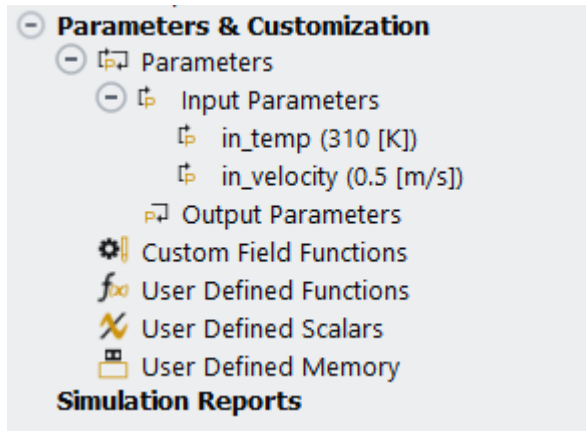 Parameters & Customization
Parameters
Input Parameters
in_temp (310 [K])
in_velocity (0.5 [m/s])
Output Parameters
Custom Field Functions
User Defined Functions
User Defined Scalars
User Defined Memory
Simulation Reports